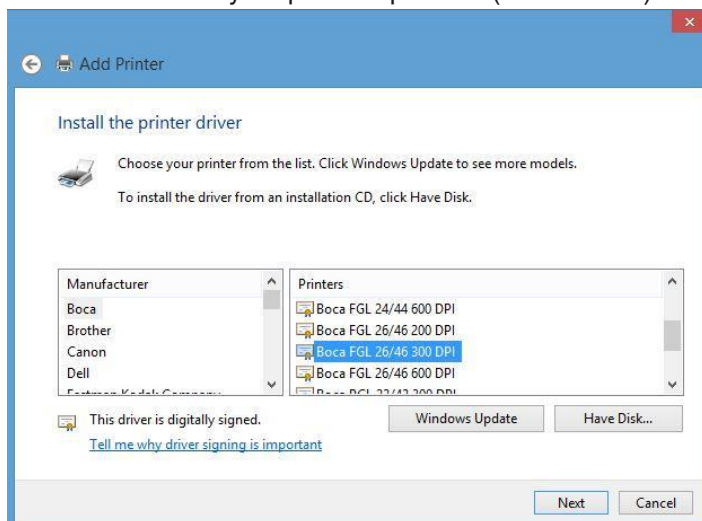 Add Printer
Install the printer driver
Choose your printer from the list. Click Windows Update to see more models.
To install the driver from an installation CD, click Have Disk.
Manufacturer
Boca
Brother
Canon
Dell
Printers
Boca FGL 24/44 600 DPI
Boca FGL 26/46 200 DPI
Boca FGL 26/46 300 DPI
Boca FGL 26/46 600 DPI
This driver is digitally signed.
Tell me why driver signing is important
Windows Update
Have Disk...
Next
Cancel